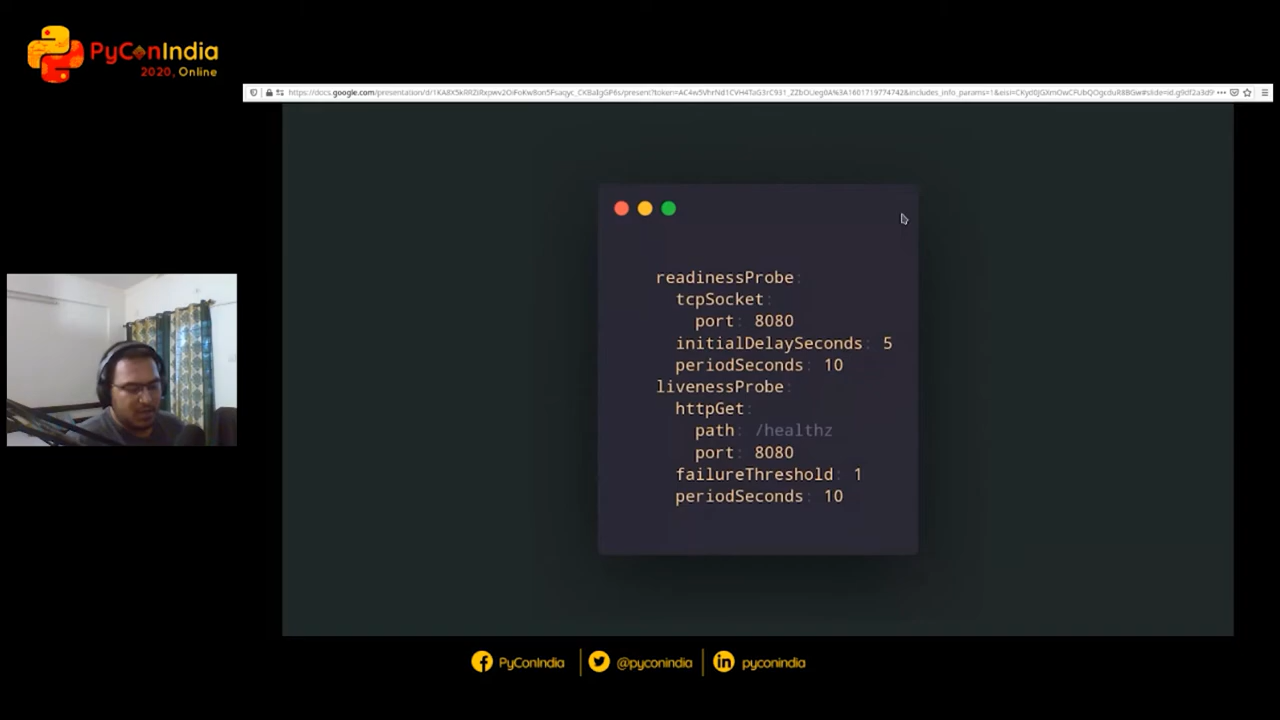 PyConIndia
2020, Online
readinessProbe:
tcpSocket:
port: 8080
initialDelaySeconds: 5
periodSeconds: 10
livenessProbe:
httpGet:
path: /healthz
port: 8080
failureThreshold: 1
periodSeconds: 10
PyConIndia
@pyconindia
pyconindia